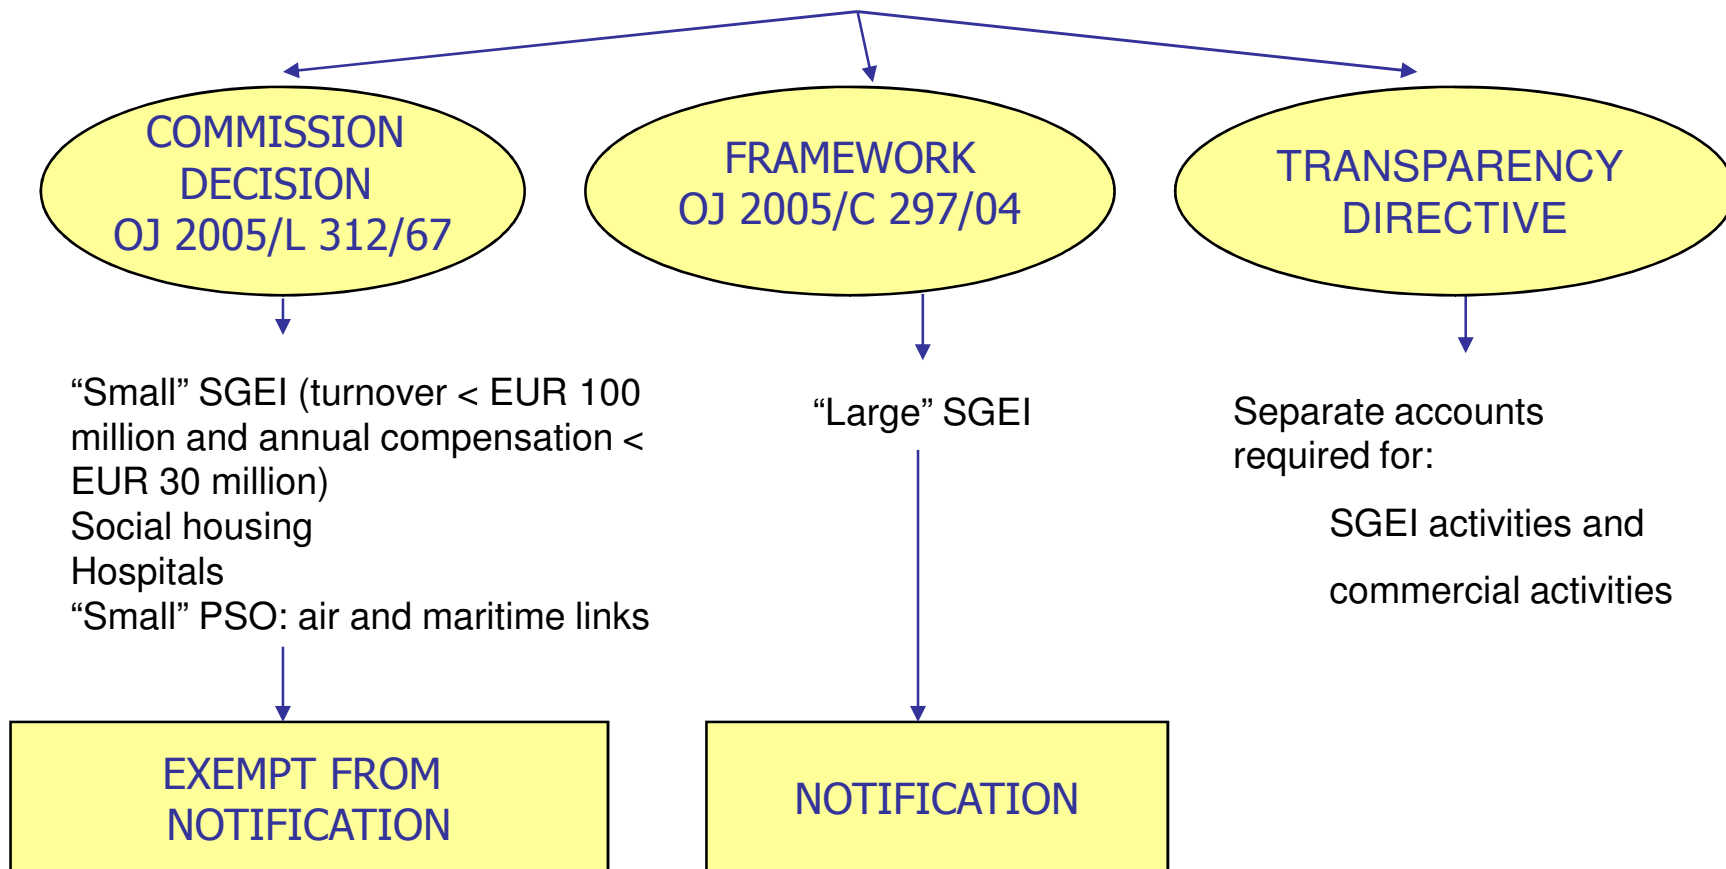 COMMISSION
DECISION
OJ 2005/L 312/67
FRAMEWORK
OJ 2005/C 297/04
TRANSPARENCY
DIRECTIVE
“Small” SGEI (turnover < EUR 100
million and annual compensation <
EUR 30 million)
Social housing
Hospitals
“Small” PSO: air and maritime links
“Large” SGEI
Separate accounts
required for:
SGEI activities and
commercial activities
EXEMPT FROM
NOTIFICATION
NOTIFICATION